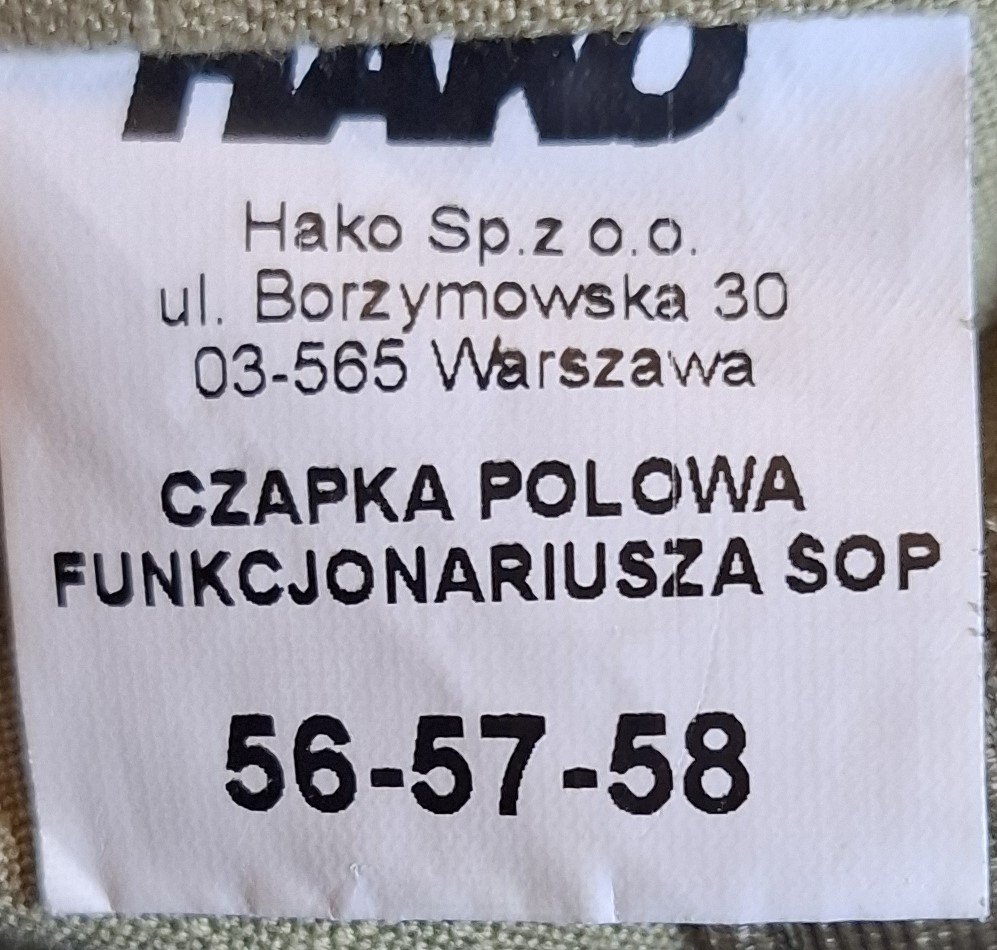 HAKO
Hako Sp.z o.o.
ul. Borzymowska 30
03-565 Warszawa
CZAPKA POLOWA
FUNKCJONARIUSZA SOP
56-57-58